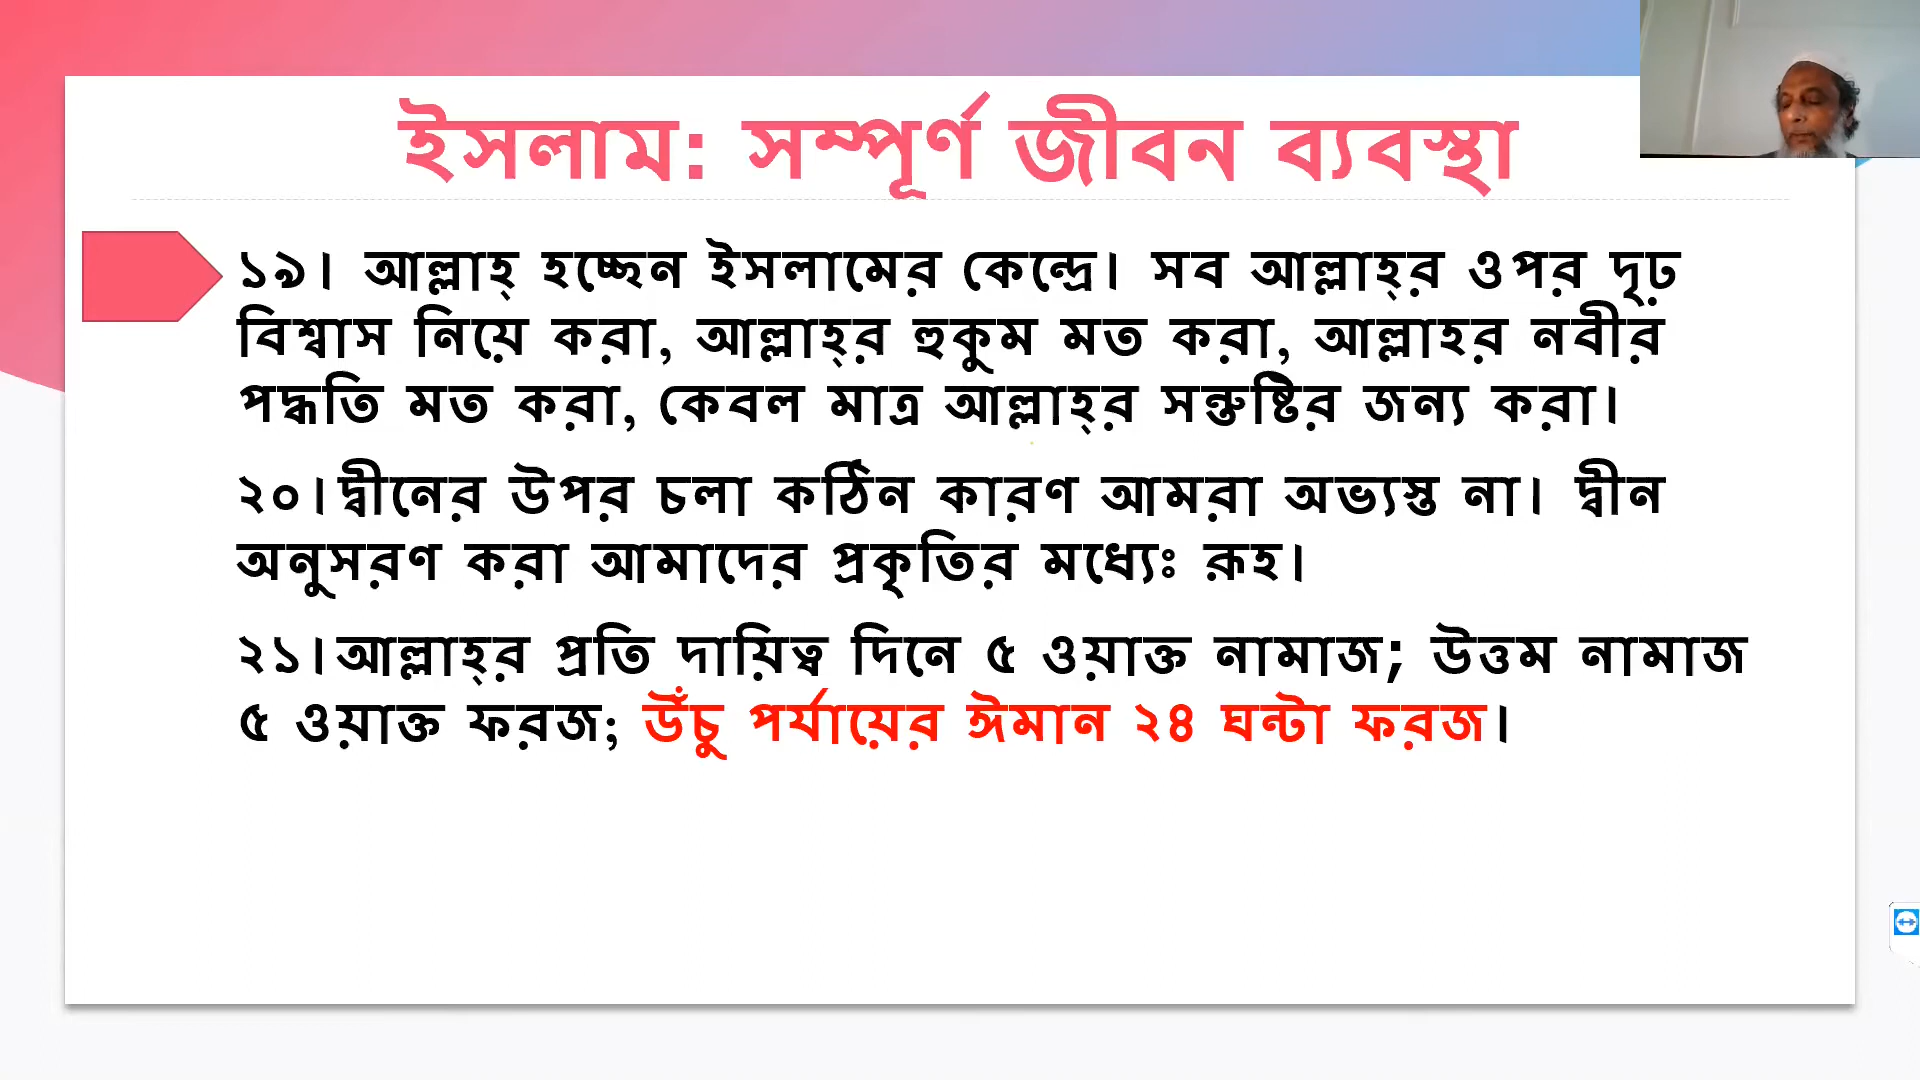 ইসলাম: সম্পূর্ণ জীবন ব্যবস্থা
১৯। আল্লাহ্ হচ্ছেন ইসলামের কেন্দ্রে। সব আল্লাহ্‌র ওপর দৃঢ়
বিশ্বাস নিয়ে করা, আল্লাহ্‌র হুকুম মত করা, আল্লাহর নবীর
পদ্ধতি মত করা, কেবল মাত্র আল্লাহ্‌র সন্তুষ্টির জন্য করা।
২০। দ্বীনের উপর চলা কঠিন কারণ আমরা অভ্যস্ত না। দ্বীন
অনুসরণ করা আমাদের প্রকৃতির মধ্যেঃ রূহ।
২১। আল্লাহ্‌র প্রতি দায়িত্ব দিনে ৫ ওয়াক্ত নামাজ; উত্তম নামাজ
৫ ওয়াক্ত ফরজ; উঁচু পর্যায়ের ঈমান ২৪ ঘন্টা ফরজ।